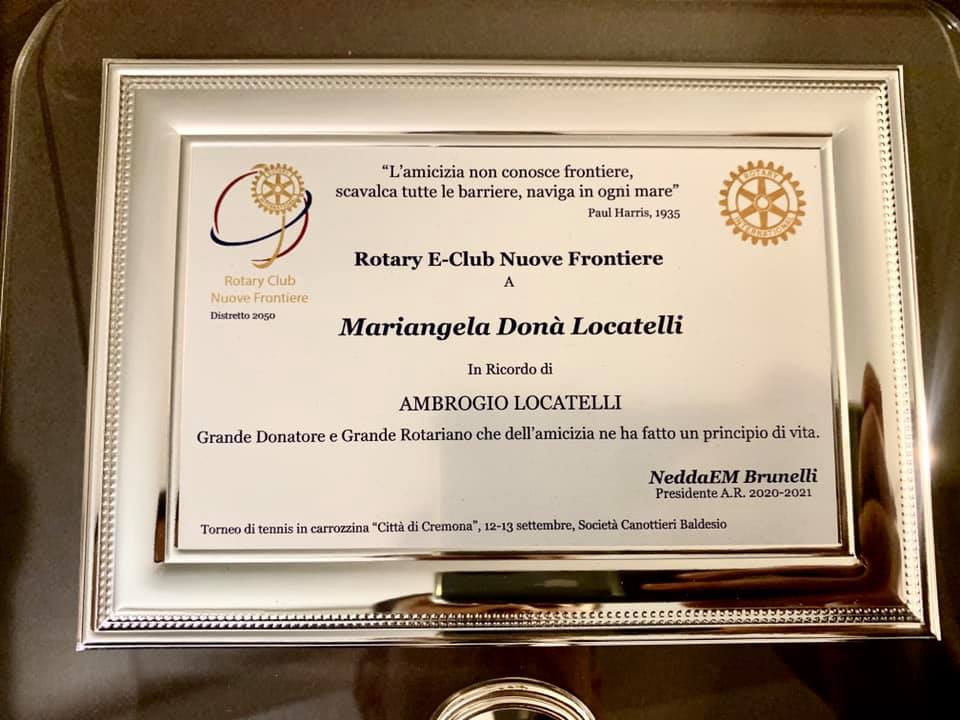 “L’amicizia non conosce frontiere,
scavalca tutte le barriere, naviga in ogni mare”
Paul Harris, 1935
ROTARY
INTERNATIONAL
Rotary Club
Nuove Frontiere
Distretto 2050
Rotary E-Club Nuove Frontiere
A
Mariangela Donà Locatelli
In Ricordo di
AMBROGIO LOCATELLI
Grande Donatore e Grande Rotariano che dell’amicizia ne ha fatto un principio di vita.
NeddaEM Brunelli
Presidente A.R. 2020-2021
Torneo di tennis in carrozzina “Città di Cremona”, 12-13 settembre, Società Canottieri Baldesio